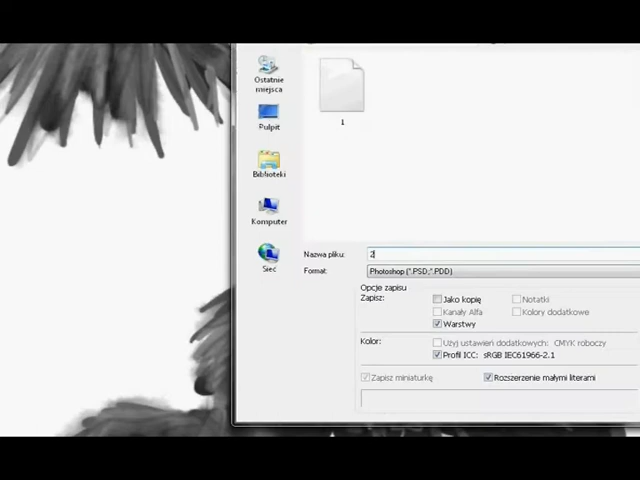 Ostatnie
miejsca
1
Pulpit
Biblioteki
Komputer
Sieć
Nazwa pliku: 2
Format: Photoshop (*.PSD;*.PDD)
Opcje zapisu
Zapisz: Jako kopię Notatki
Kanały Alfa Kolory dodatkowe
Warstwy
Kolor: Użyj ustawień dodatkowych: CMYK roboczy
Profil ICC: sRGB IEC61966-2.1
Zapisz miniaturkę Rozszerzenie małymi literami